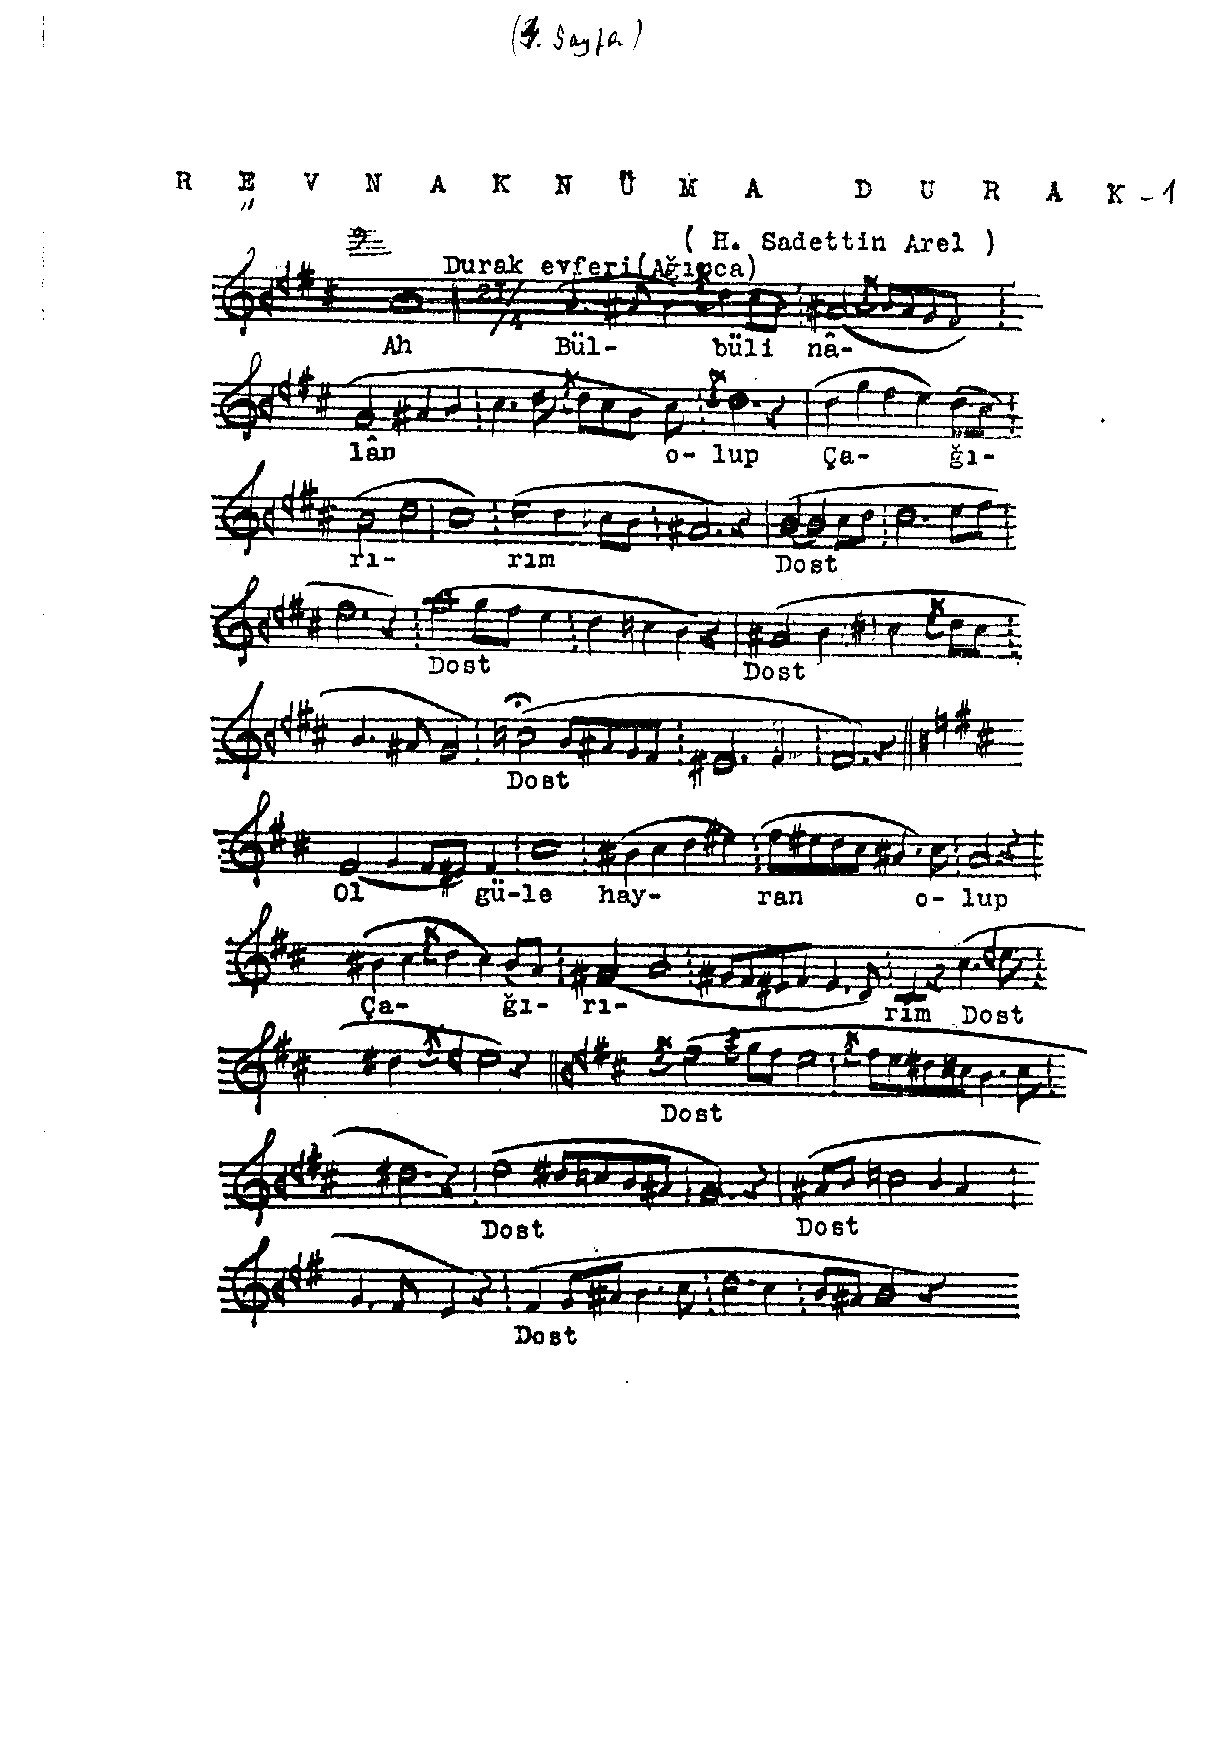 (1. Sayfa)
REVNAKNÜMA DURAK-1
( H. Sadettin Arel )
Durak evferi(Ağırca)
21/4
Ah Bül- büli nâ-
lân o- lup Ça- ğı-
rı- rım Dost
Dost Dost
Dost
Ol gü-le hay- ran o- lup
Ça- ğı- rı- rım Dost
Dost
Dost Dost
Dost